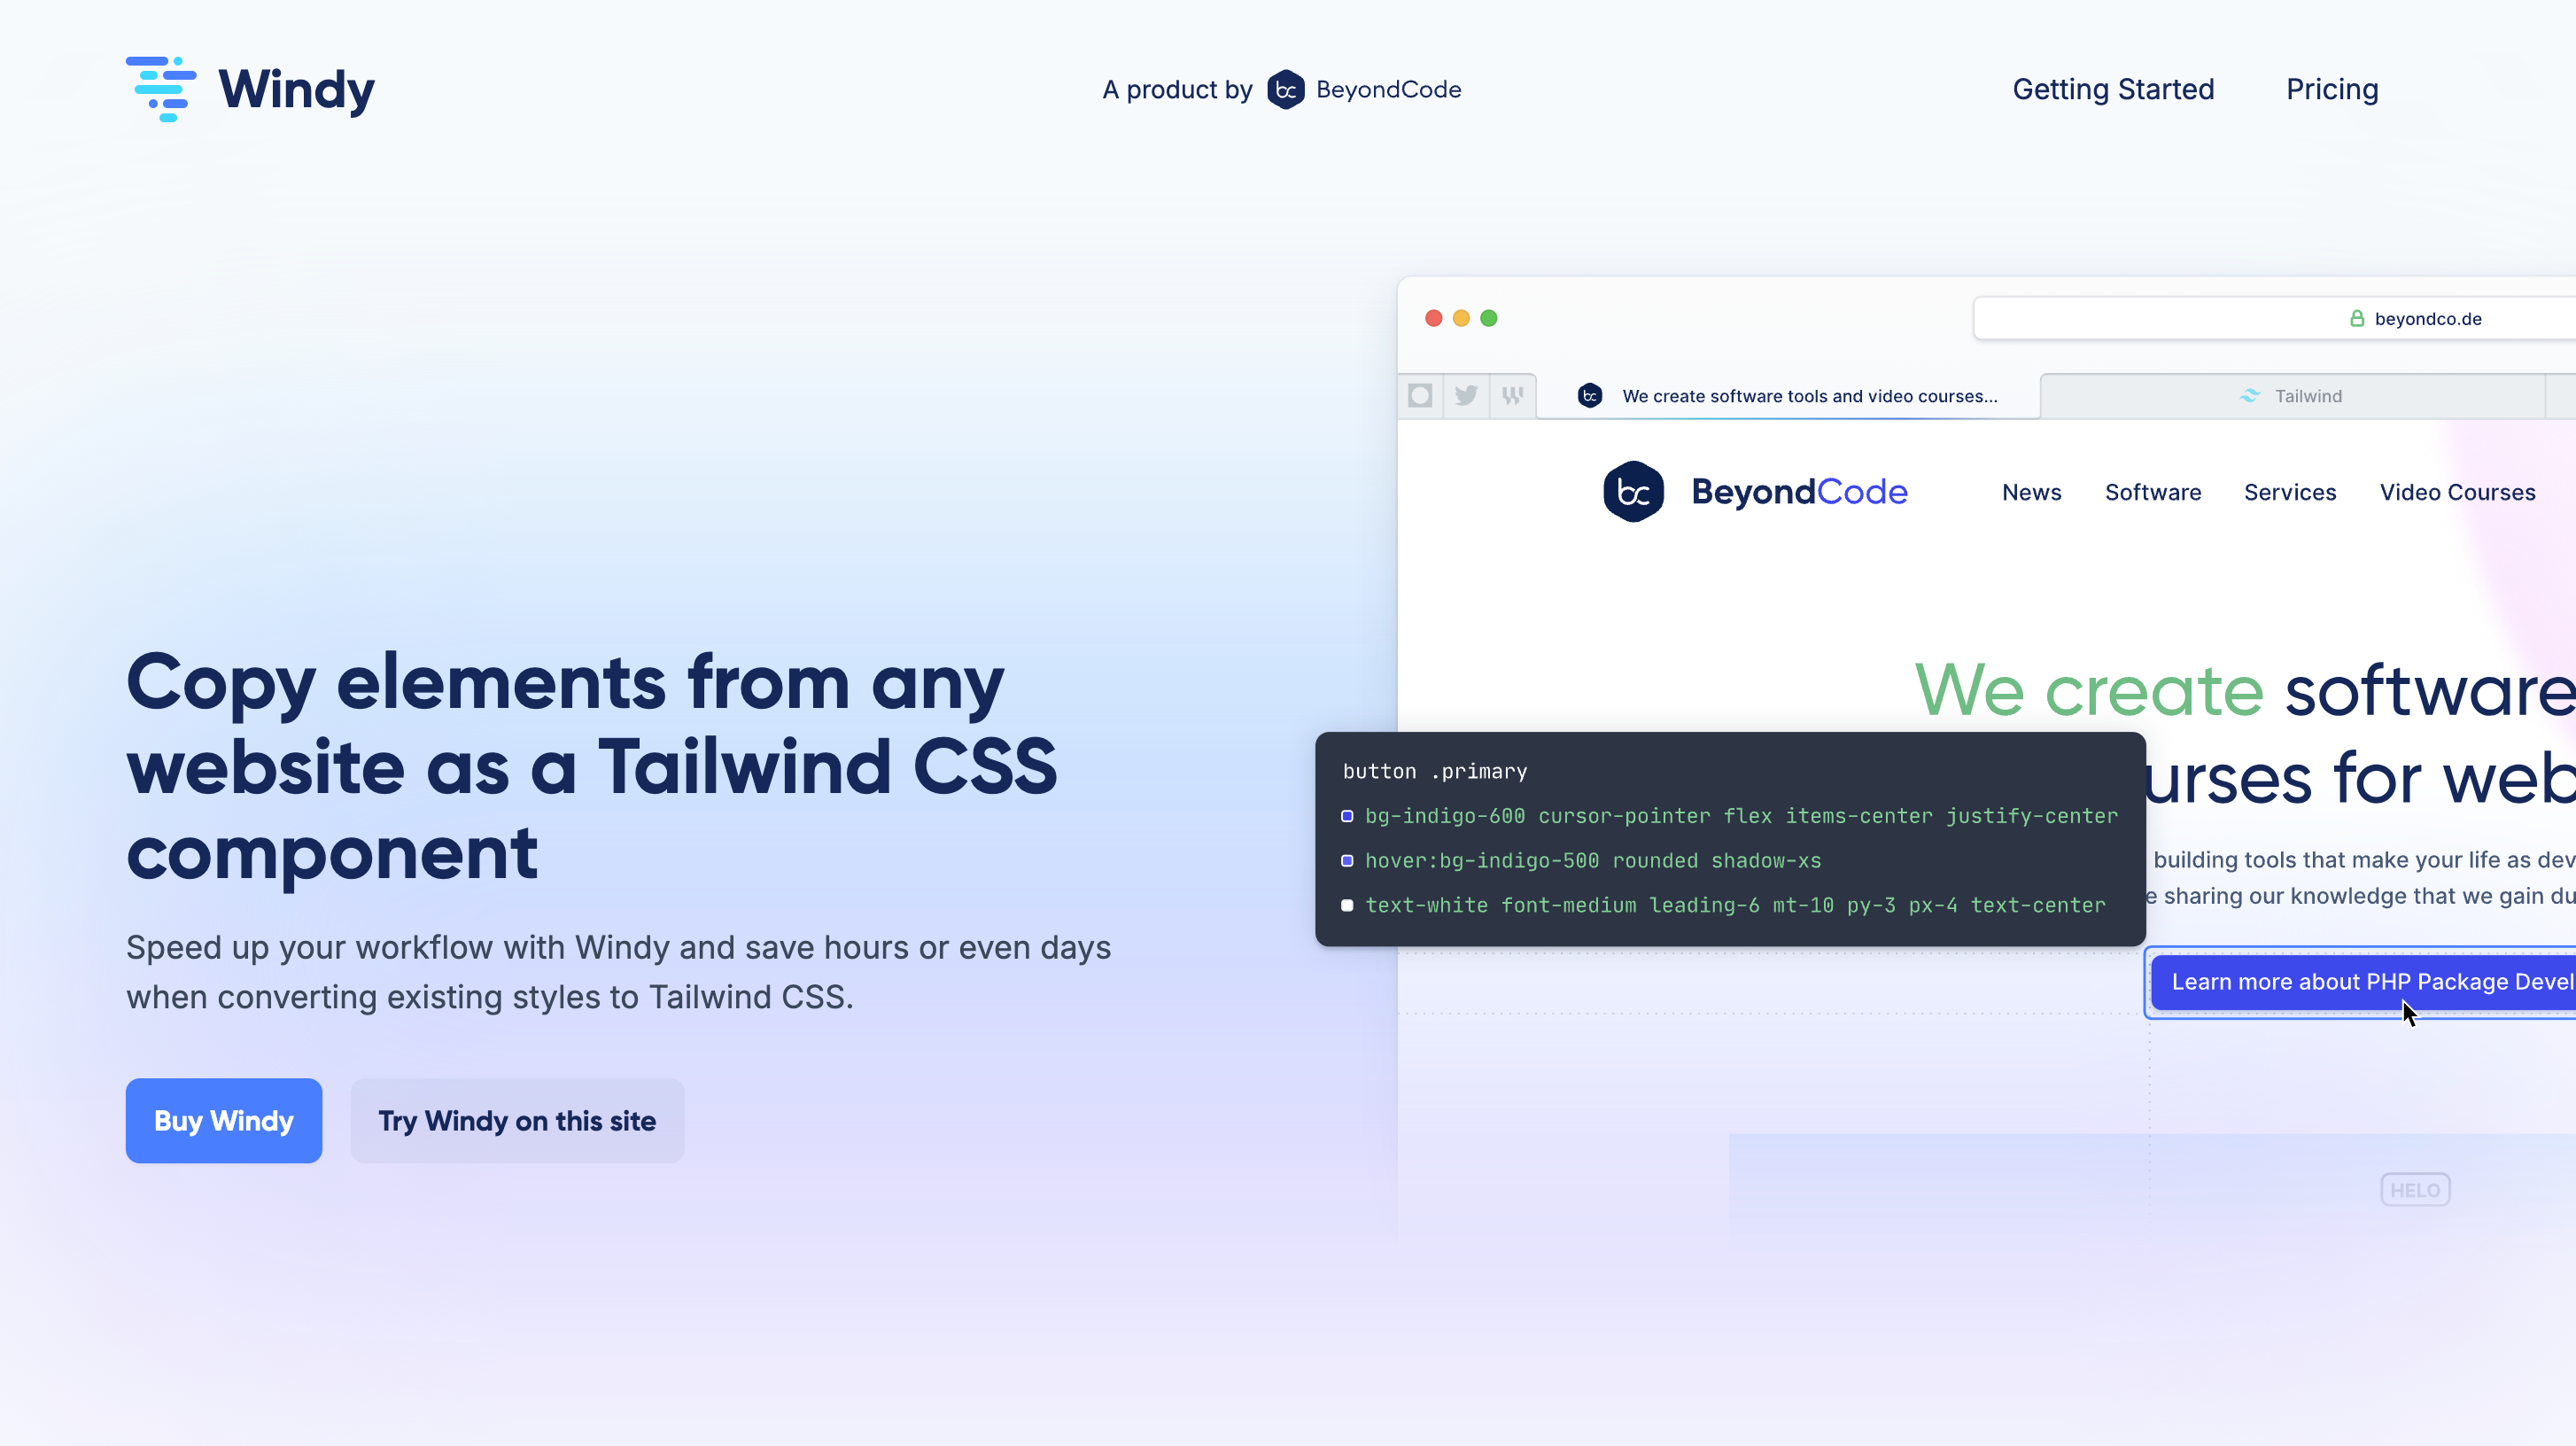 Windy
A product by BeyondCode
Getting Started
Pricing
Copy elements from any
website as a Tailwind CSS
component
Speed up your workflow with Windy and save hours or even days
when converting existing styles to Tailwind CSS.
Buy Windy
Try Windy on this site
beyondco.de
bc We create software tools and video courses...
Tailwind
bc BeyondCode
News
Software
Services
Video Courses
We create software
urses for web
building tools that make your life as dev
e sharing our knowledge that we gain du
button .primary
bg-indigo-600 cursor-pointer flex items-center justify-center
hover:bg-indigo-500 rounded shadow-xs
text-white font-medium leading-6 mt-10 py-3 px-4 text-center
Learn more about PHP Package Devel
HELO